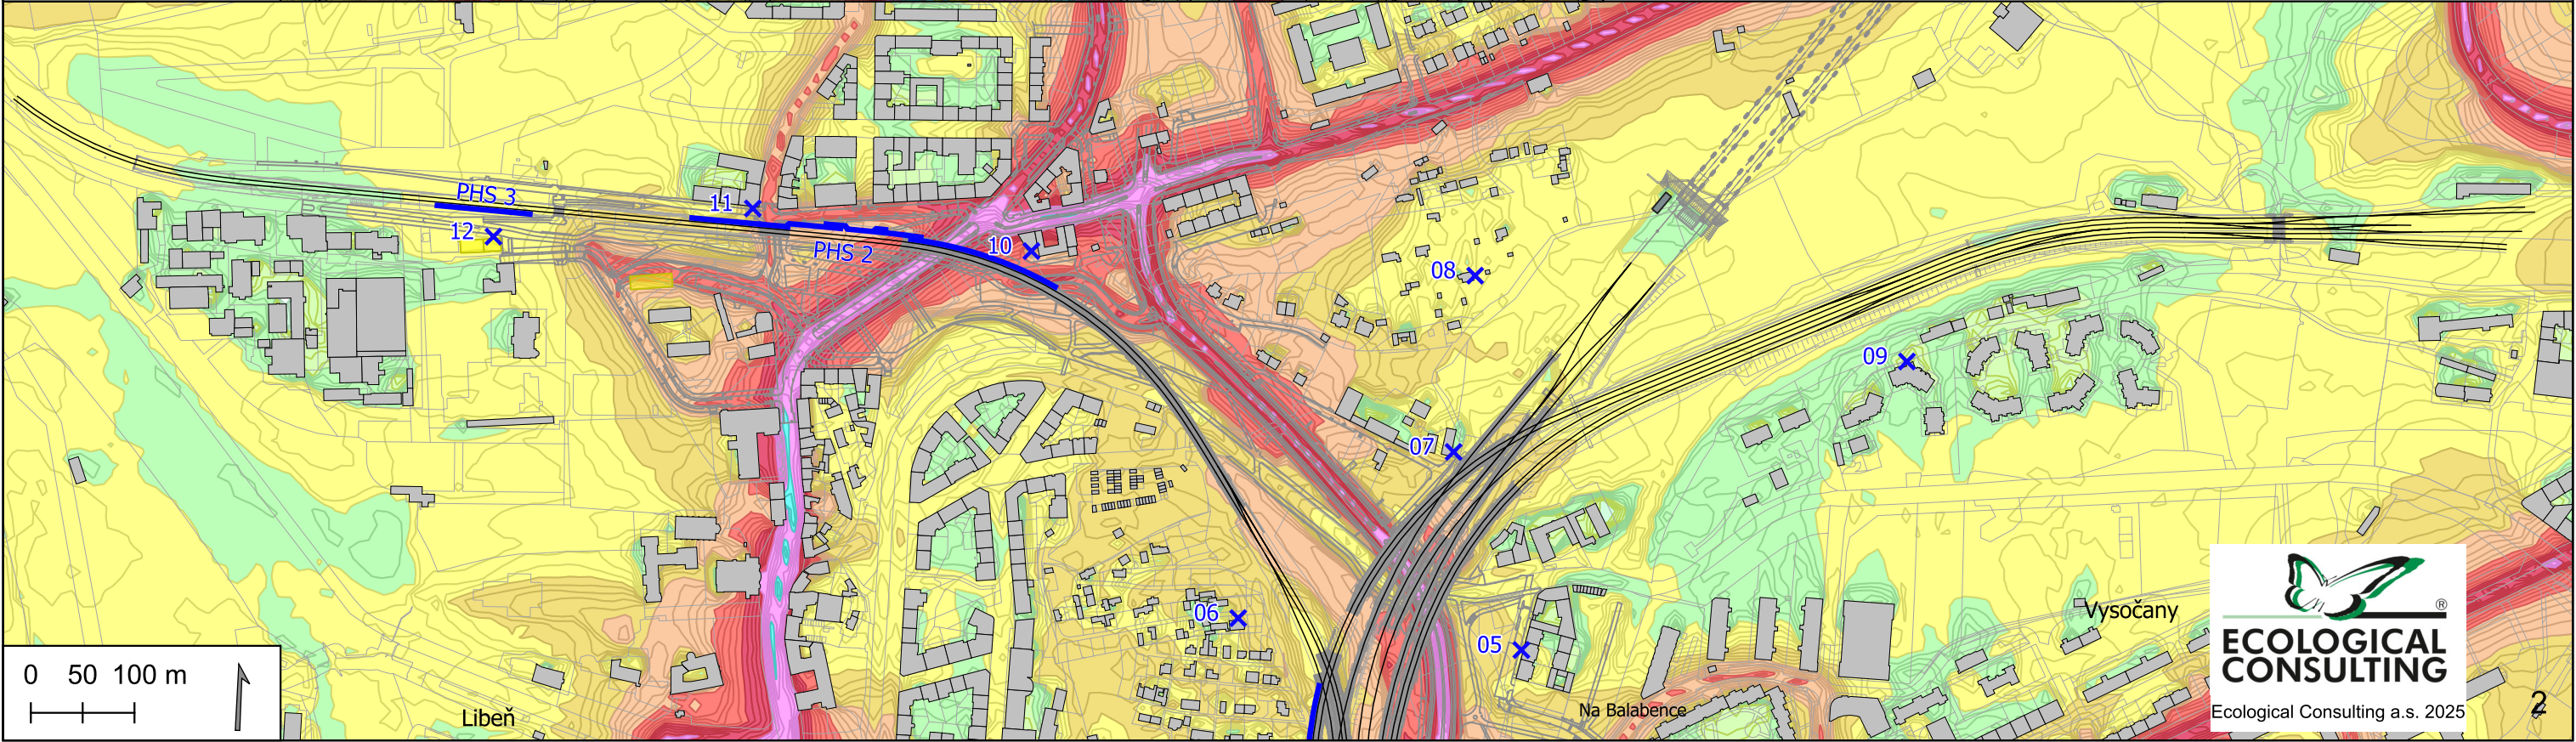 PHS 3
11
12
PHS 2
10
08
09
07
06
05
Vysočany
Libeň
Na Balabence
0 50 100 m
®
ECOLOGICAL
CONSULTING
Ecological Consulting a.s. 2025
2